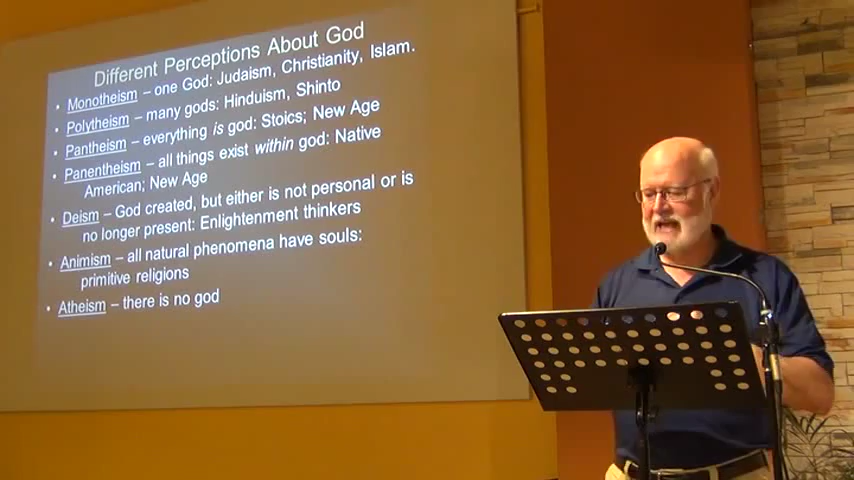 Different Perceptions About God
• Monotheism – one God: Judaism, Christianity, Islam.
• Polytheism – many gods: Hinduism, Shinto
• Pantheism – everything is god: Stoics; New Age
• Panentheism – all things exist within god: Native
American; New Age
• Deism – God created, but either is not personal or is
no longer present: Enlightenment thinkers
• Animism – all natural phenomena have souls:
primitive religions
• Atheism – there is no god